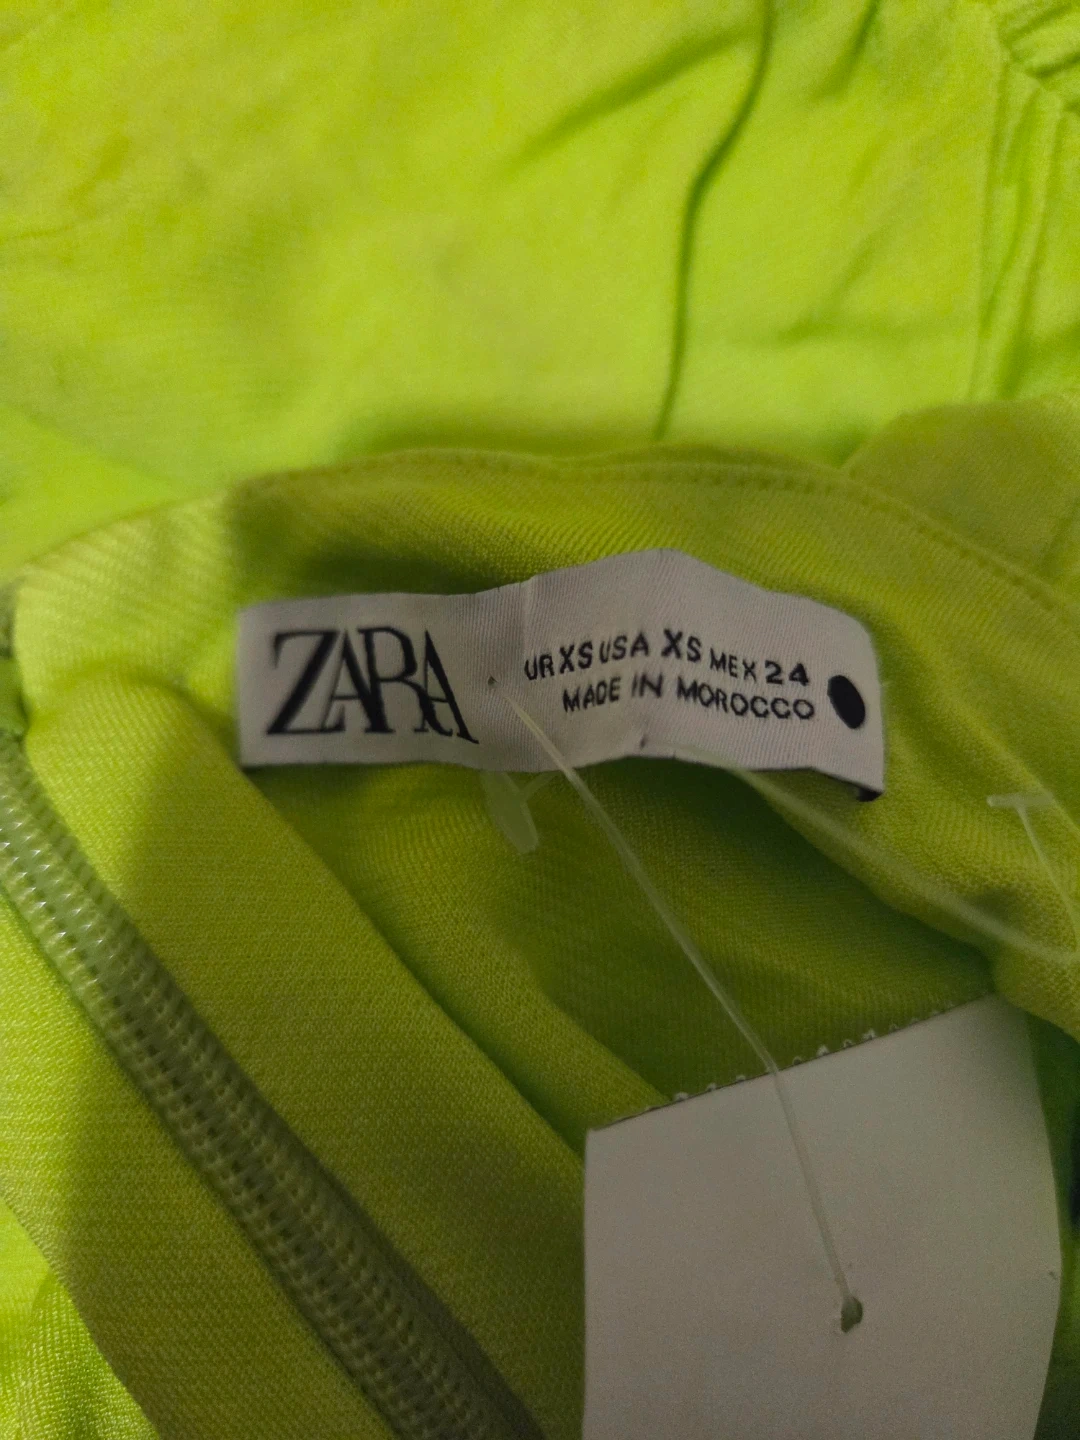 ZARA
UR XS USA XS MEX 24
MADE IN MOROCCO